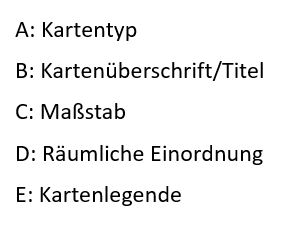 A: Kartentyp
B: Kartenüberschrift/Titel
C: Maßstab
D: Räumliche Einordnung
E: Kartenlegende